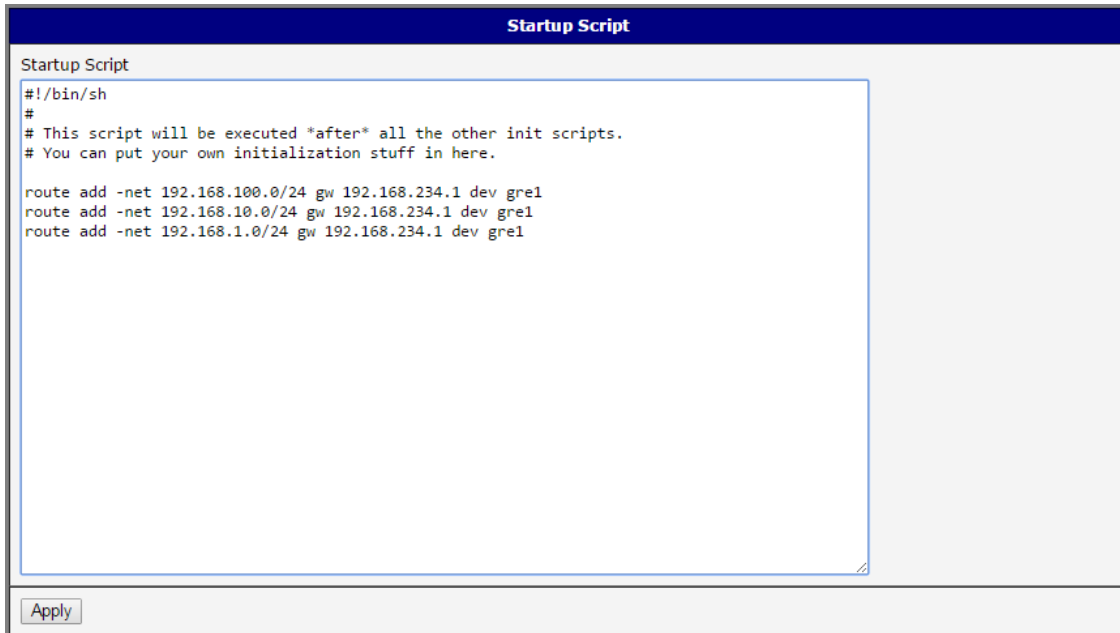 Startup Script
Startup Script
#!/bin/sh
#
# This script will be executed *after* all the other init scripts.
# You can put your own initialization stuff in here.
route add -net 192.168.100.0/24 gw 192.168.234.1 dev gre1
route add -net 192.168.10.0/24 gw 192.168.234.1 dev gre1
route add -net 192.168.1.0/24 gw 192.168.234.1 dev gre1
Apply